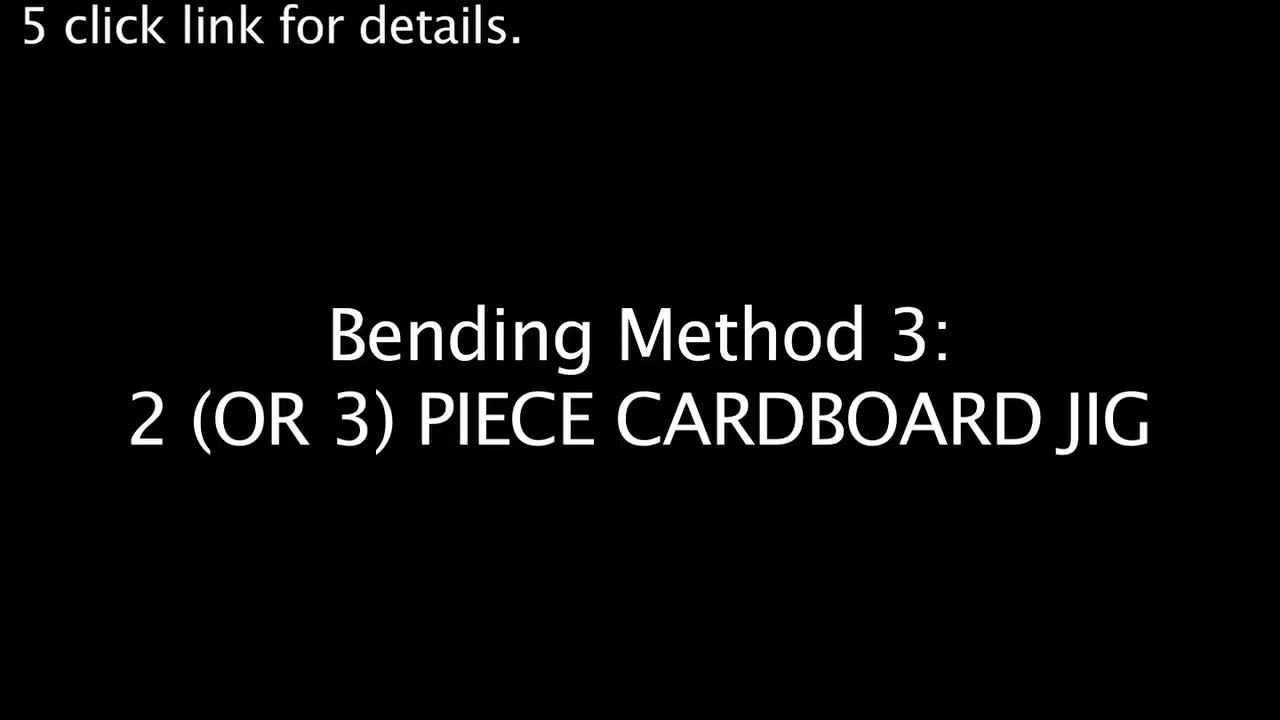 5 click link for details.
Bending Method 3:
2 (OR 3) PIECE CARDBOARD JIG